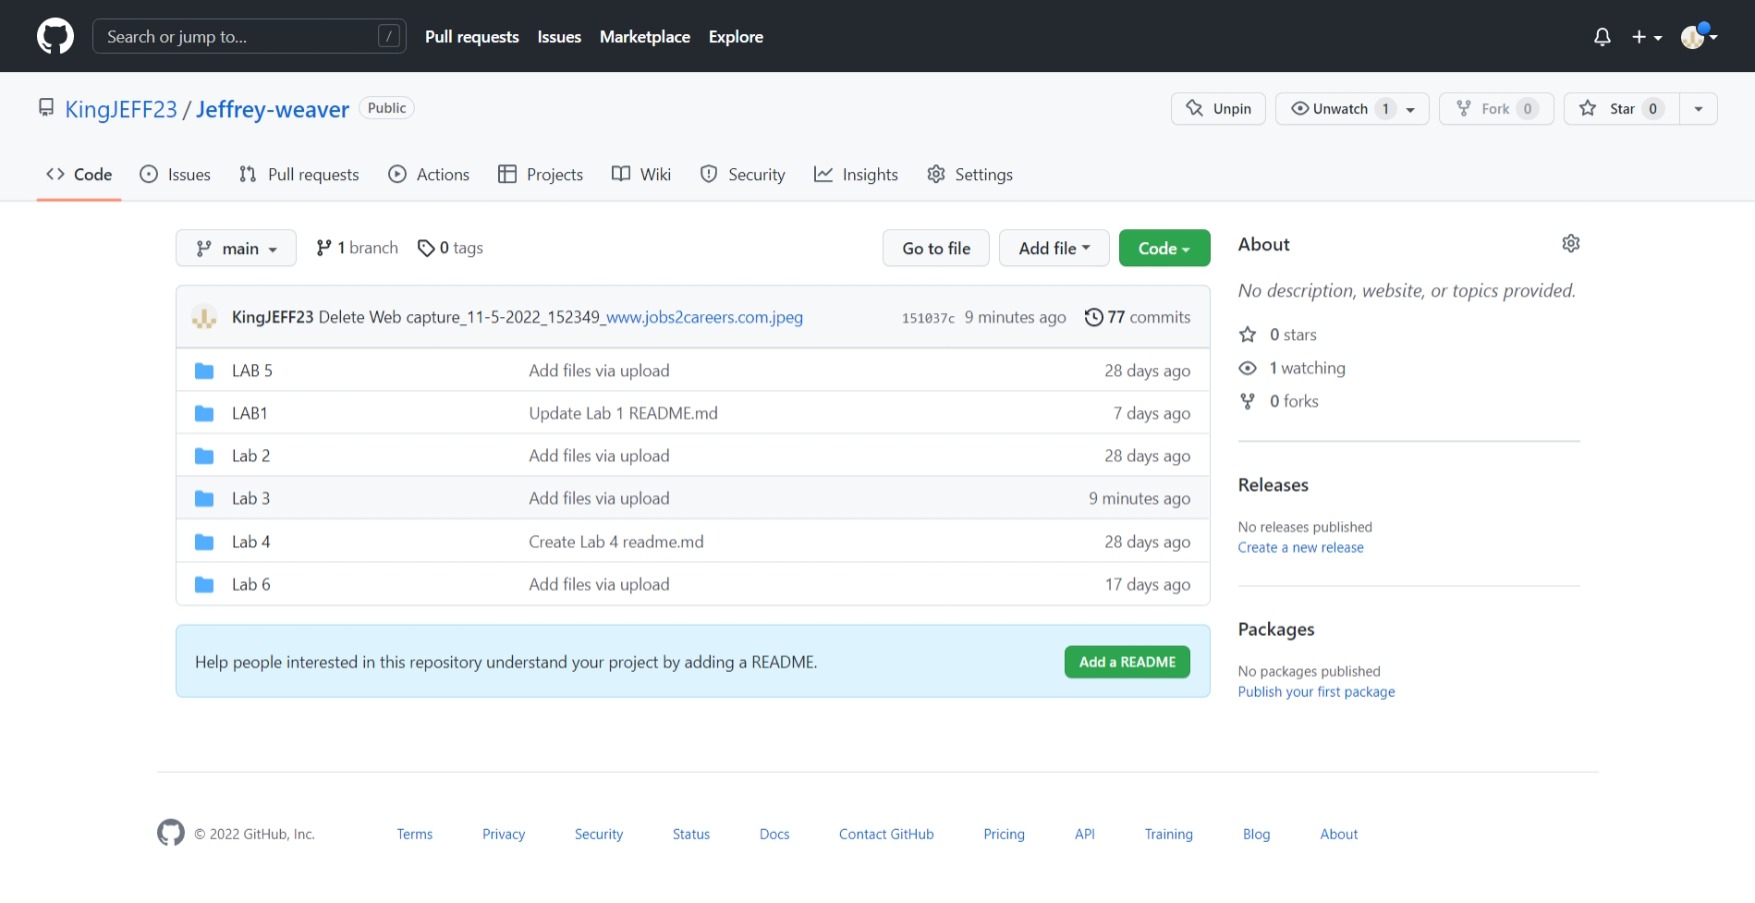 Search or jump to... /
Pull requests Issues Marketplace Explore
KingJEFF23 / Jeffrey-weaver Public
Unpin Unwatch 1 Fork 0 Star 0
Code Issues Pull requests Actions Projects Wiki Security Insights Settings
main 1 branch 0 tags
Go to file Add file Code
KingJEFF23 Delete Web capture_11-5-2022_152349_www.jobs2careers.com.jpeg 151037c 9 minutes ago 77 commits
LAB 5 Add files via upload 28 days ago
LAB1 Update Lab 1 README.md 7 days ago
Lab 2 Add files via upload 28 days ago
Lab 3 Add files via upload 9 minutes ago
Lab 4 Create Lab 4 readme.md 28 days ago
Lab 6 Add files via upload 17 days ago
Help people interested in this repository understand your project by adding a README. Add a README
About
No description, website, or topics provided.
0 stars
1 watching
0 forks
Releases
No releases published
Create a new release
Packages
No packages published
Publish your first package
© 2022 GitHub, Inc. Terms Privacy Security Status Docs Contact GitHub Pricing API Training Blog About